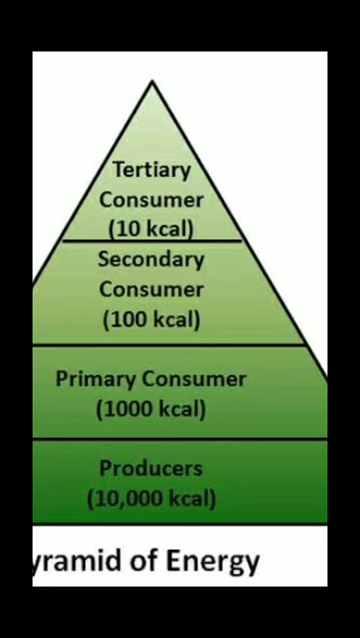 Tertiary
Consumer
(10 kcal)
Secondary
Consumer
(100 kcal)
Primary Consumer
(1000 kcal)
Producers
(10,000 kcal)
yramid of Energy